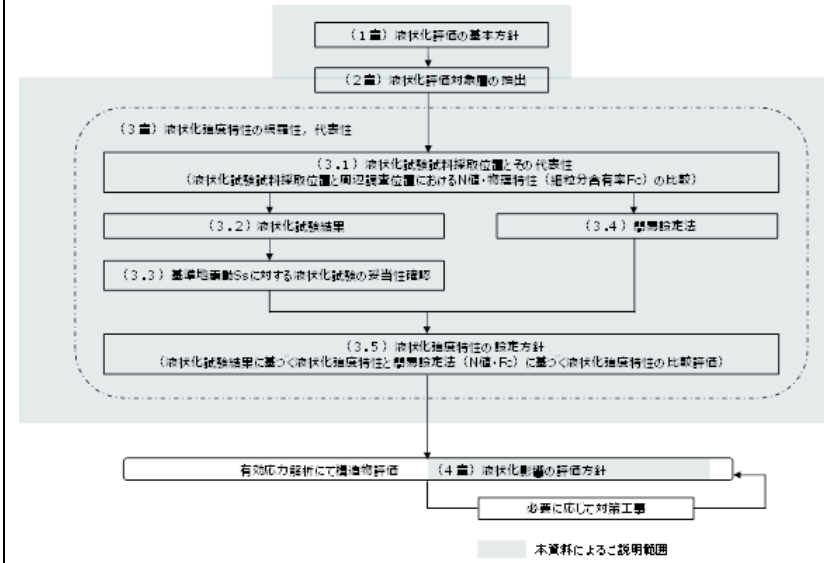 (1章) 液状化評価の基本方針
(2章) 液状化評価対象層の抽出
(3章) 液状化強度特性の網羅性，代表性
(3.1) 液状化試験試料採取位置とその代表性
(液状化試験試料採取位置と周辺調査位置におけるN値・物理特性（細粒分含有率Fc）の比較)
(3.2) 液状化試験結果
(3.4) 簡易設定法
(3.3) 基準地震動Ssに対する液状化試験の妥当性確認
(3.5) 液状化強度特性の設定方針
(液状化試験結果に基づく液状化強度特性と簡易設定法（N値・Fc）に基づく液状化強度特性の比較評価)
有効応力解析にて構造物評価 (4章) 液状化影響の評価方針
必要に応じて対策工事
本資料によるご説明範囲